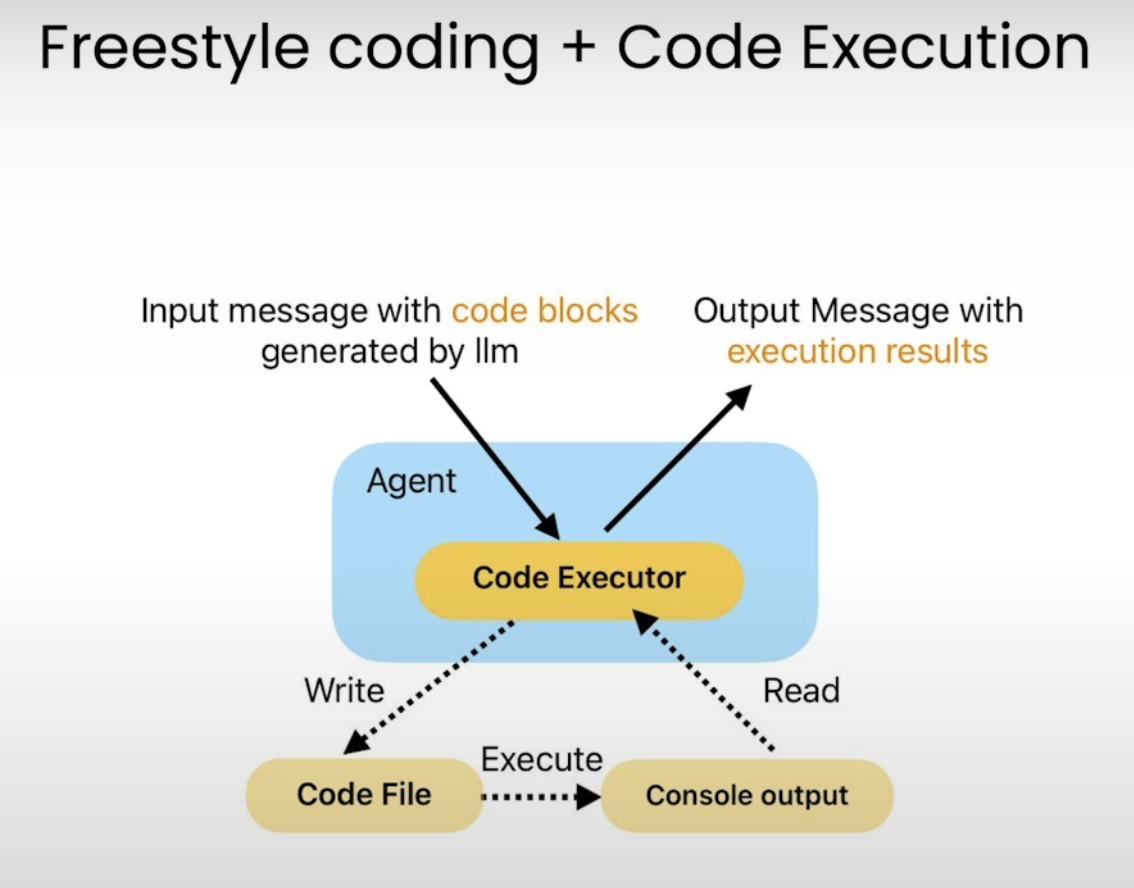 Freestyle coding + Code Execution
Input message with code blocks
generated by llm
Output Message with
execution results
Agent
Code Executor
Write
Read
Execute
Code File
Console output